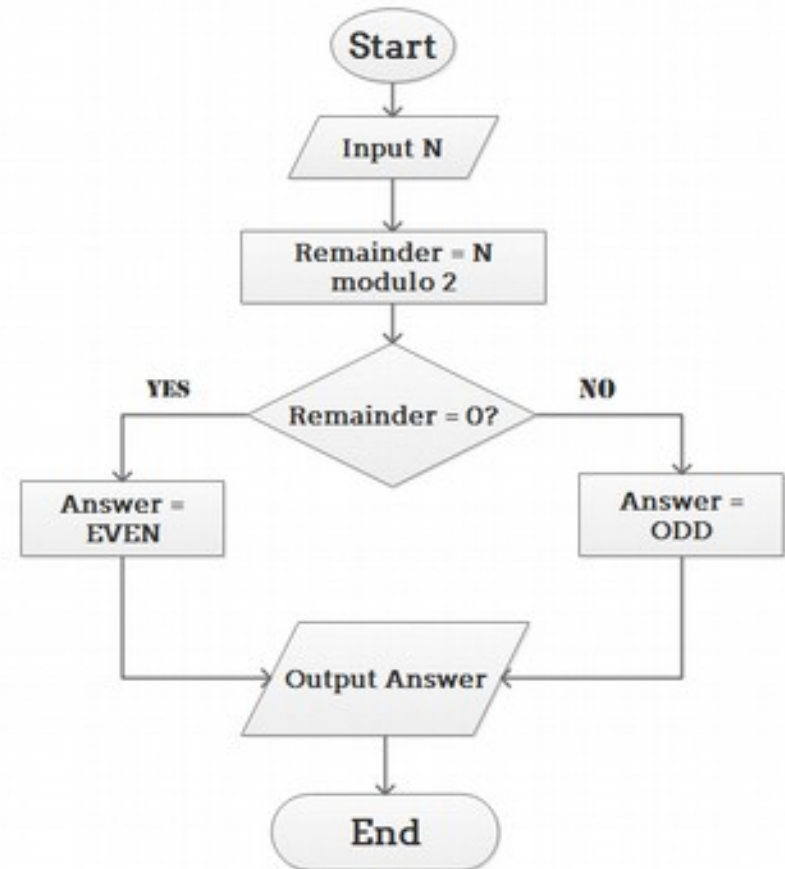 Start
Input N
Remainder = N
modulo 2
YES
NO
Remainder = 0?
Answer =
EVEN
Answer =
ODD
Output Answer
End